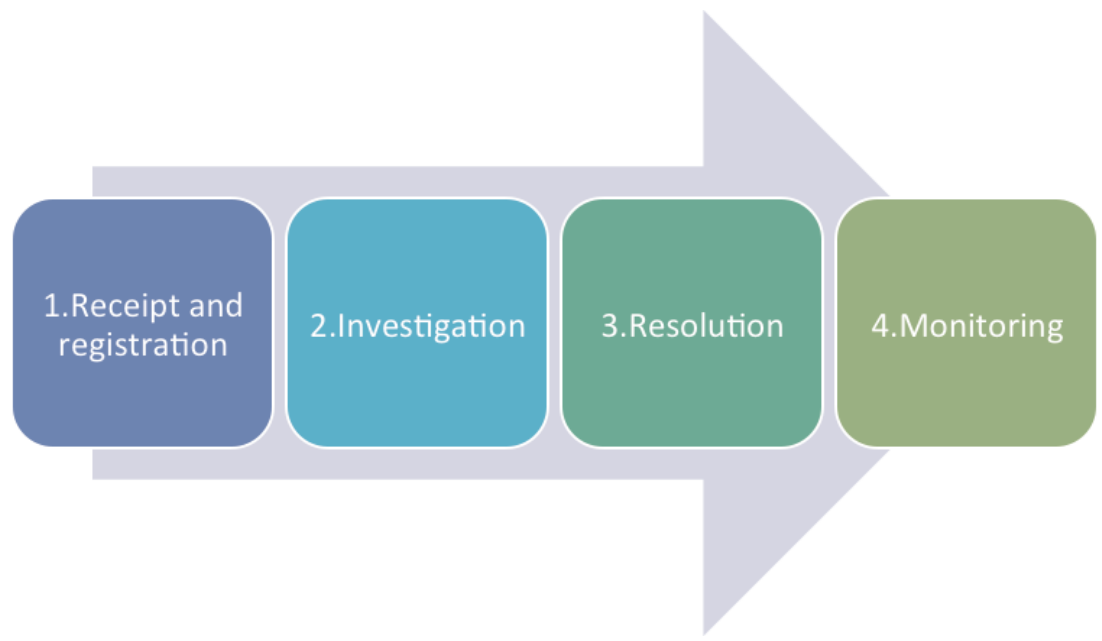 1.Receipt and
registration
2.Investigation
3.Resolution
4.Monitoring